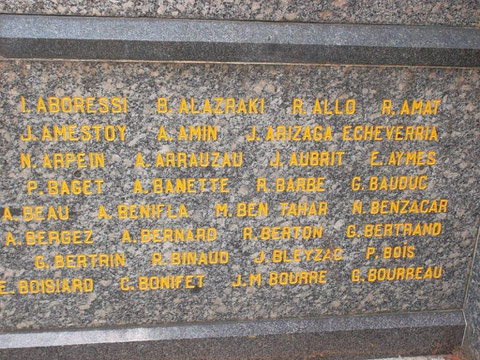 I. ABORESSI B. ALAZRAKI R. ALLO R. AMAT
J. AMESTOY A. AMIN J. ARIZAGA ECHEVERRIA
N. ARPEIN A. ARRAUZAU J. AUBRIT E. AYMES
P. BAGET A. BANETTE R. BARBE G. BAUDUC
A. BEAU A. BENIFLA M. BEN TAHAR N. BENZACAR
A. BERGEZ A. BERNARD R. BERTON G. BERTRAND
G. BERTRIN R. BINAUD J. BLEYZAC P. BOÏS
E. BOISIARD C. BONIFET J.M BOURRE G. BOURREAU